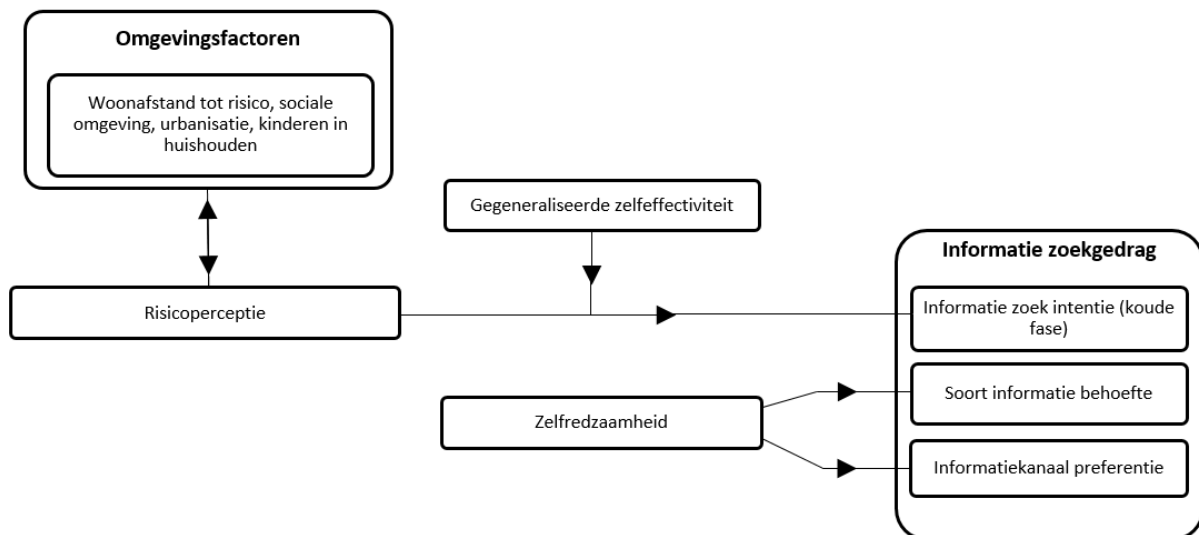 Omgevingsfactoren
Woonafstand tot risico, sociale
omgeving, urbanisatie, kinderen in
huishouden
Gegeneraliseerde zelfeffectiviteit
Informatie zoekgedrag
Risicoperceptie
Informatie zoek intentie (koude
fase)
Soort informatie behoefte
Zelfredzaamheid
Informatiekanaal preferentie